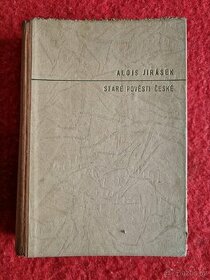 ALOIS JIRÁSEK
STARÉ POVĚSTI ČESKÉ